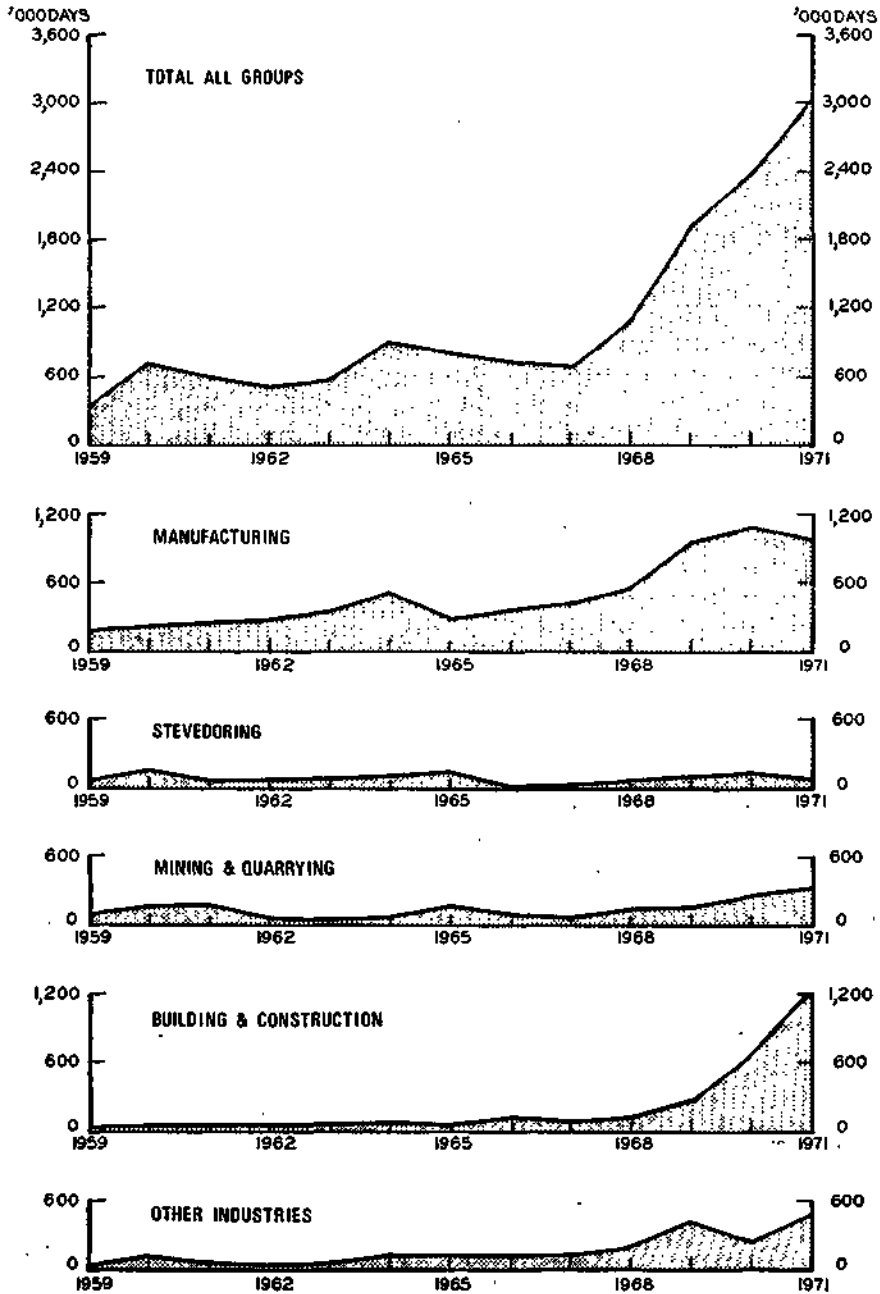 '000DAYS '000DAYS
3,600 3,600
TOTAL ALL GROUPS
3,000 3,000
2,400 2,400
1,800 1,800
1,200 1,200
600 600
0 0
1959 1962 1965 1968 1971
1,200 1,200
MANUFACTURING
600 600
0 0
1959 1962 1965 1968 1971
600 600
STEVEDORING
0 0
1959 1962 1965 1968 1971
600 600
MINING & QUARRYING
0 0
1959 1962 1965 1968 1971
1,200 1,200
BUILDING & CONSTRUCTION
600 600
0 0
1959 1962 1965 1968 1971
600 600
OTHER INDUSTRIES
0 0
1959 1962 1965 1968 1971